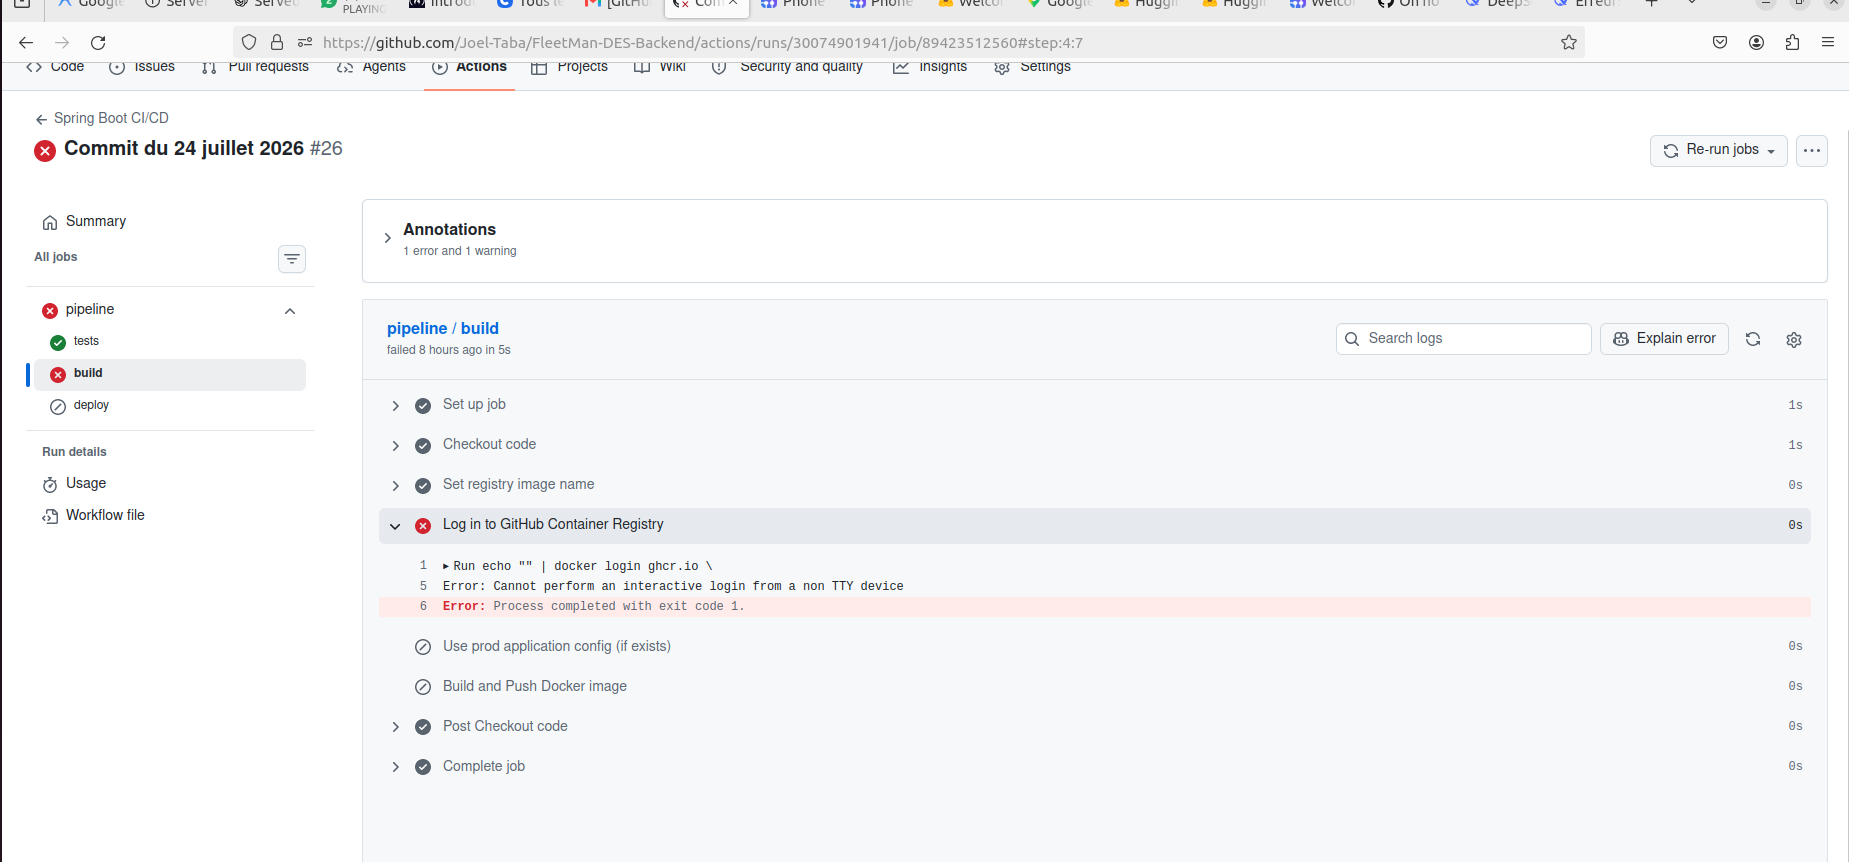 PLAYING
https://github.com/Joel-Taba/FleetMan-DES-Backend/actions/runs/30074901941/job/89423512560#step:4:7
Code Issues Pull requests Agents Actions Projects Wiki Security and quality Insights Settings
Spring Boot CI/CD
Commit du 24 juillet 2026 #26
Re-run jobs
Summary
All jobs
pipeline
tests
build
deploy
Run details
Usage
Workflow file
Annotations
1 error and 1 warning
pipeline / build
failed 8 hours ago in 5s
Search logs
Explain error
Set up job 1s
Checkout code 1s
Set registry image name 0s
Log in to GitHub Container Registry 0s
1 Run echo "" | docker login ghcr.io \
5 Error: Cannot perform an interactive login from a non TTY device
6 Error: Process completed with exit code 1.
Use prod application config (if exists) 0s
Build and Push Docker image 0s
Post Checkout code 0s
Complete job 0s